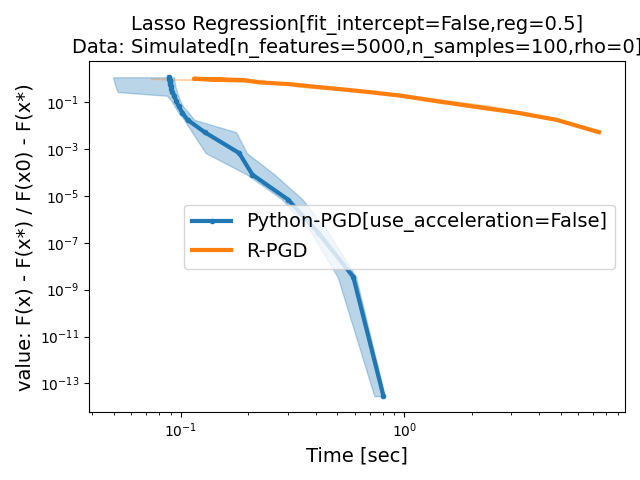 Lasso Regression[fit_intercept=False,reg=0.5]
Data: Simulated[n_features=5000,n_samples=100,rho=0]
value: F(x) - F(x*) / F(x0) - F(x*)
10⁻¹
10⁻³
10⁻⁵
10⁻⁷
10⁻⁹
10⁻¹¹
10⁻¹³
Python-PGD[use_acceleration=False]
R-PGD
10⁻¹ 10⁰
Time [sec]